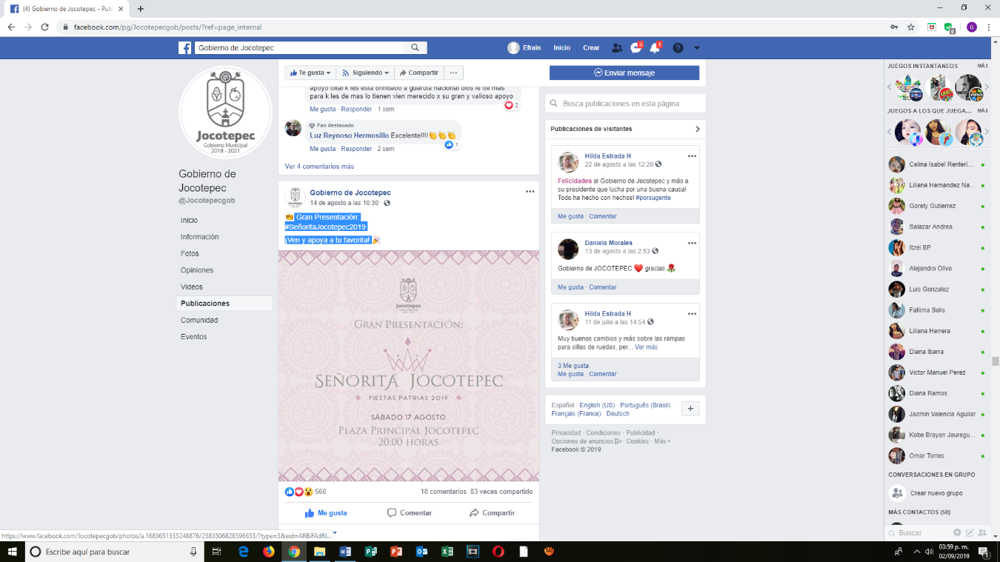 (4) Gobierno de Jocotepec - Pub
facebook.com/pg/Jocotepecgob/posts/?ref=page_internal
Gobierno de Jocotepec
Efrain
Inicio
Crear
3
1
Jocotepec
Gobierno Municipal
2018 - 2021
Gobierno de
Jocotepec
@Jocotepecgob
Inicio
Información
Fotos
Opiniones
Videos
Publicaciones
Comunidad
Eventos
Te gusta
Siguiendo
Compartir
Enviar mensaje
apoyo total k les esta brindado a guardia nacional dios le de mas
para k les de mas lo tienen vien merecido x su gran y valioso apoyo
2
Me gusta · Responder · 1 sem
Fan destacado
Luz Reynoso Hermosillo Excelente!!!!👏👏👏
1
Me gusta · Responder · 2 sem
Ver 4 comentarios más
Gobierno de Jocotepec
14 de agosto a las 10:30 ·
Gran Presentación:
#SeñoritaJocotepec2019
¡Ven y apoya a tu favorita! 🎉
Jocotepec
GRAN PRESENTACIÓN:
SEÑORITA JOCOTEPEC
FIESTAS PATRIAS 2019
SÁBADO 17 AGOSTO
PLAZA PRINCIPAL JOCOTEPEC
20:00 HORAS
560
18 comentarios 83 veces compartido
Me gusta
Comentar
Compartir
Busca publicaciones en esta página
Publicaciones de visitantes
Hilda Estrada H
22 de agosto a las 12:20 ·
Felicidades al Gobierno de Jocotepec y más a
su presidente que lucha por una buena causa!
Todo ha hecho con hechos! #porsugente
Me gusta · Comentar
Daniela Morales
13 de agosto a las 2:53 ·
Gobierno de JOCOTEPEC ❤️ gracias 🌹
Me gusta · Comentar
Hilda Estrada H
11 de julio a las 14:54 ·
Muy buenos cambios y más sobre las rampas
para sillas de ruedas, per... Ver más
3 Me gusta
Me gusta · Comentar
Español · English (US) · Português (Brasil)
Français (France) · Deutsch
Privacidad · Condiciones · Publicidad ·
Opciones de anuncios · Cookies · Más
Facebook © 2019
JUEGOS INSTANTÁNEOS MÁS
JUEGOS A LOS QUE JUEGA... MÁS
Celina Isabel Renterí...
Liliana Hernandez Na...
Gorety Gutierrez
Salazar Andrea
Itzel BP
Alejandro Olivo
Luis Gonzalez
Fatiima Solis
Liliana Herrera
Diana Ibarra
Victor Manuel Perez
Diana Ramos
Jazmin Valencia Aguilar
Kobe Brayan Jauregu...
Omar Torres
CONVERSACIONES EN GRUPO
Crear nuevo grupo
MÁS CONTACTOS (50)
Buscar
https://www.facebook.com/Jocotepecgob/photos/a.1683651335248876/2383506828596653/?type=3&eid=ARBiFAdRl...
Escribe aquí para buscar
03:59 p. m.
02/09/2019
1